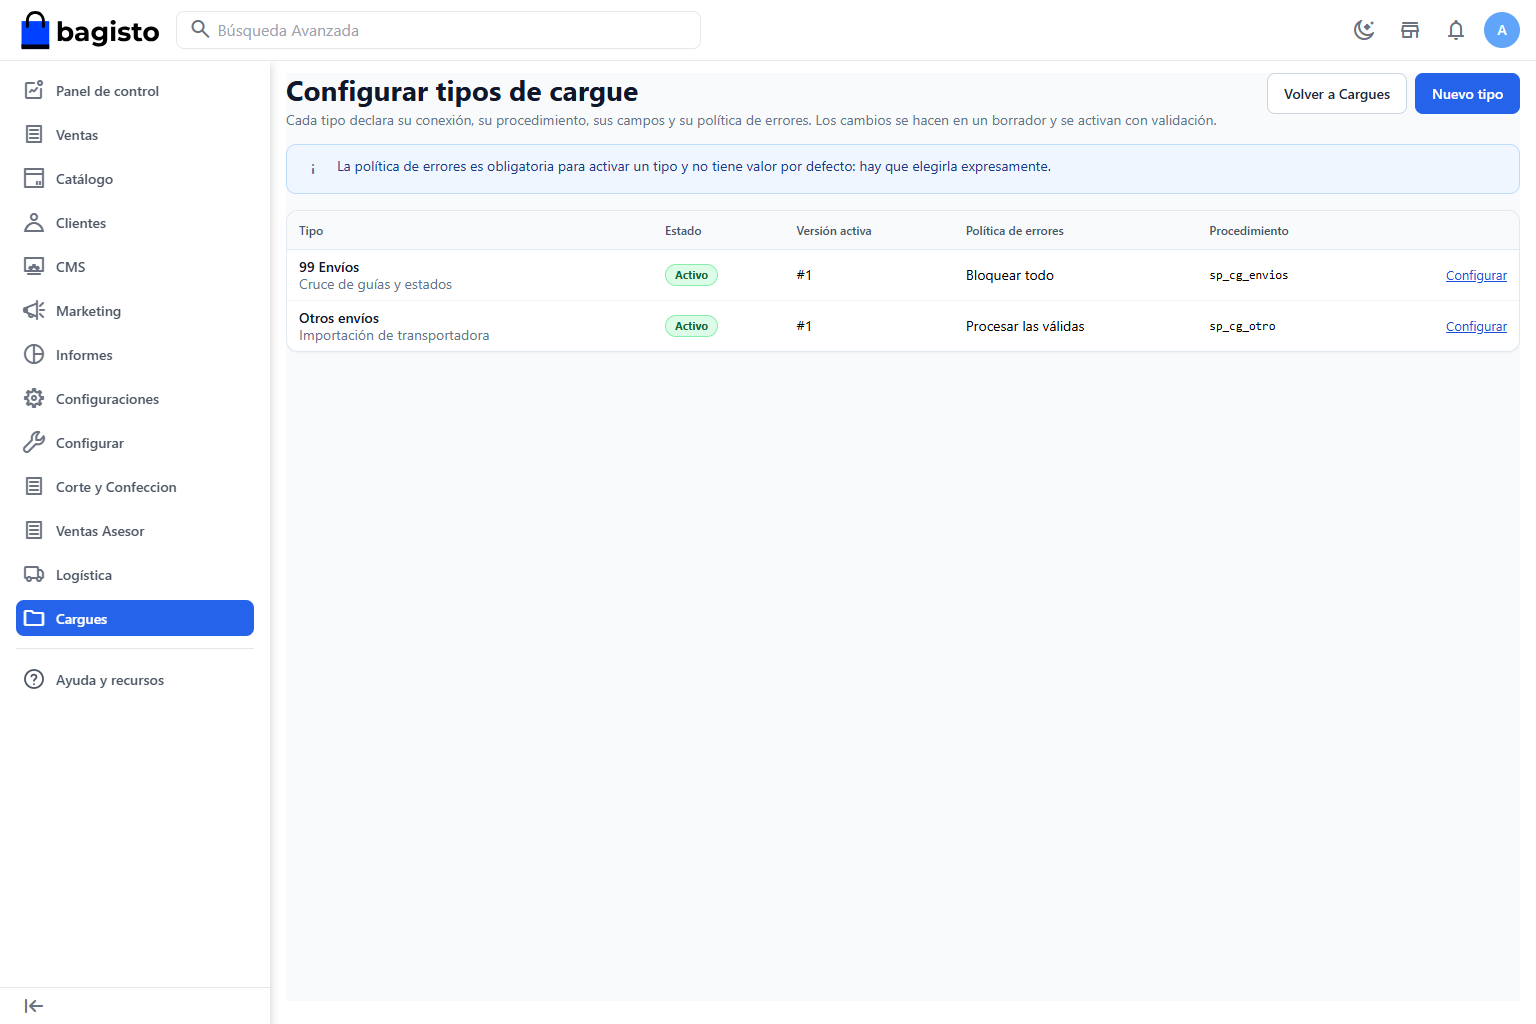 bagisto
Búsqueda Avanzada
A
Panel de control
Ventas
Catálogo
Clientes
CMS
Marketing
Informes
Configuraciones
Configurar
Corte y Confeccion
Ventas Asesor
Logística
Cargues
Ayuda y recursos
Configurar tipos de cargue
Cada tipo declara su conexión, su procedimiento, sus campos y su política de errores. Los cambios se hacen en un borrador y se activan con validación.
Volver a Cargues
Nuevo tipo
La política de errores es obligatoria para activar un tipo y no tiene valor por defecto: hay que elegirla expresamente.
Tipo Estado Versión activa Política de errores Procedimiento
99 Envíos
Cruce de guías y estados
Activo #1 Bloquear todo sp_cg_envios Configurar
Otros envíos
Importación de transportadora
Activo #1 Procesar las válidas sp_cg_otro Configurar